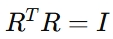 R^T R = I